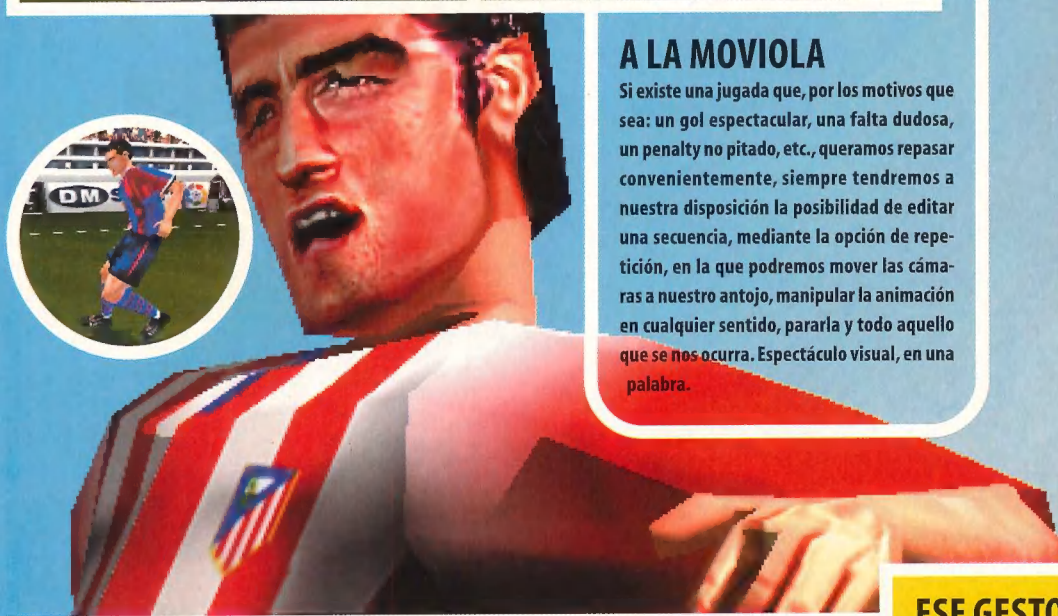 A LA MOVIOLA
Si existe una jugada que, por los motivos que
sea: un gol espectacular, una falta dudosa,
un penalty no pitado, etc., queramos repasar
convenientemente, siempre tendremos a
nuestra disposición la posibilidad de editar
una secuencia, mediante la opción de repe-
tición, en la que podremos mover las cáma-
ras a nuestro antojo, manipular la animación
en cualquier sentido, pararla y todo aquello
que se nos ocurra. Espectáculo visual, en una
palabra.
DMS
ESE GESTO